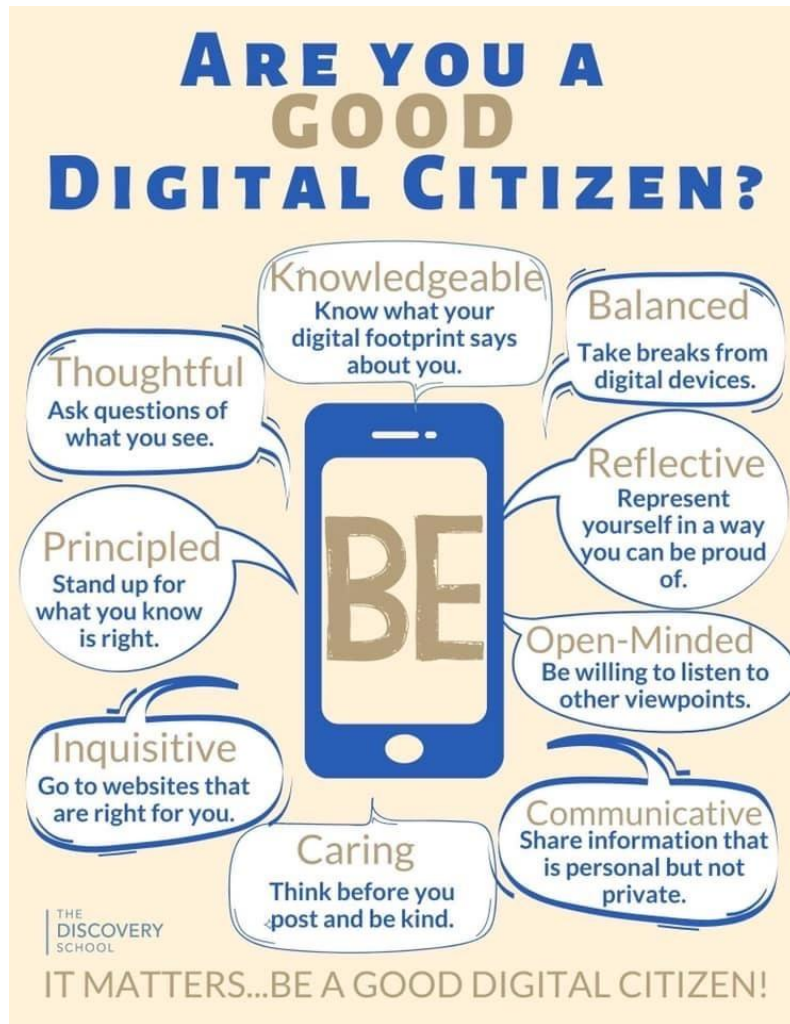 ARE YOU A
GOOD
DIGITAL CITIZEN?
Knowledgeable
Know what your
digital footprint says
about you.
Balanced
Take breaks from
digital devices.
Thoughtful
Ask questions of
what you see.
Reflective
Represent
yourself in a way
you can be proud
of.
Principled
Stand up for
what you know
is right.
BE
Open-Minded
Be willing to listen to
other viewpoints.
Inquisitive
Go to websites that
are right for you.
Communicative
Share information that
is personal but not
private.
Caring
Think before you
post and be kind.
THE
DISCOVERY
SCHOOL
IT MATTERS...BE A GOOD DIGITAL CITIZEN!